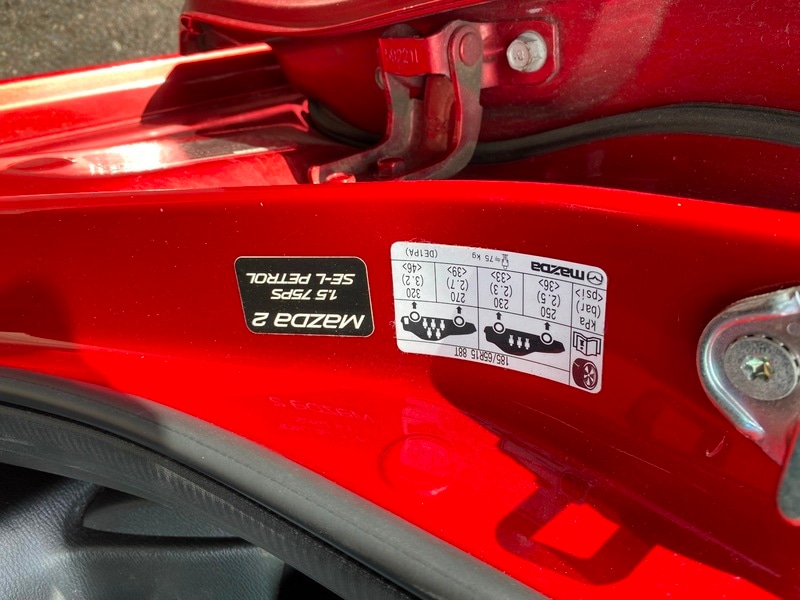 185/65R15 88T
kPa 250 230 270 320
(bar) (2.5) (2.3) (2.7) (3.2)
<psi> <36> <33> <39> <46>
mazda = 75 kg (DE1PA)
mazda 2
1.5 75PS
SE-L PETROL